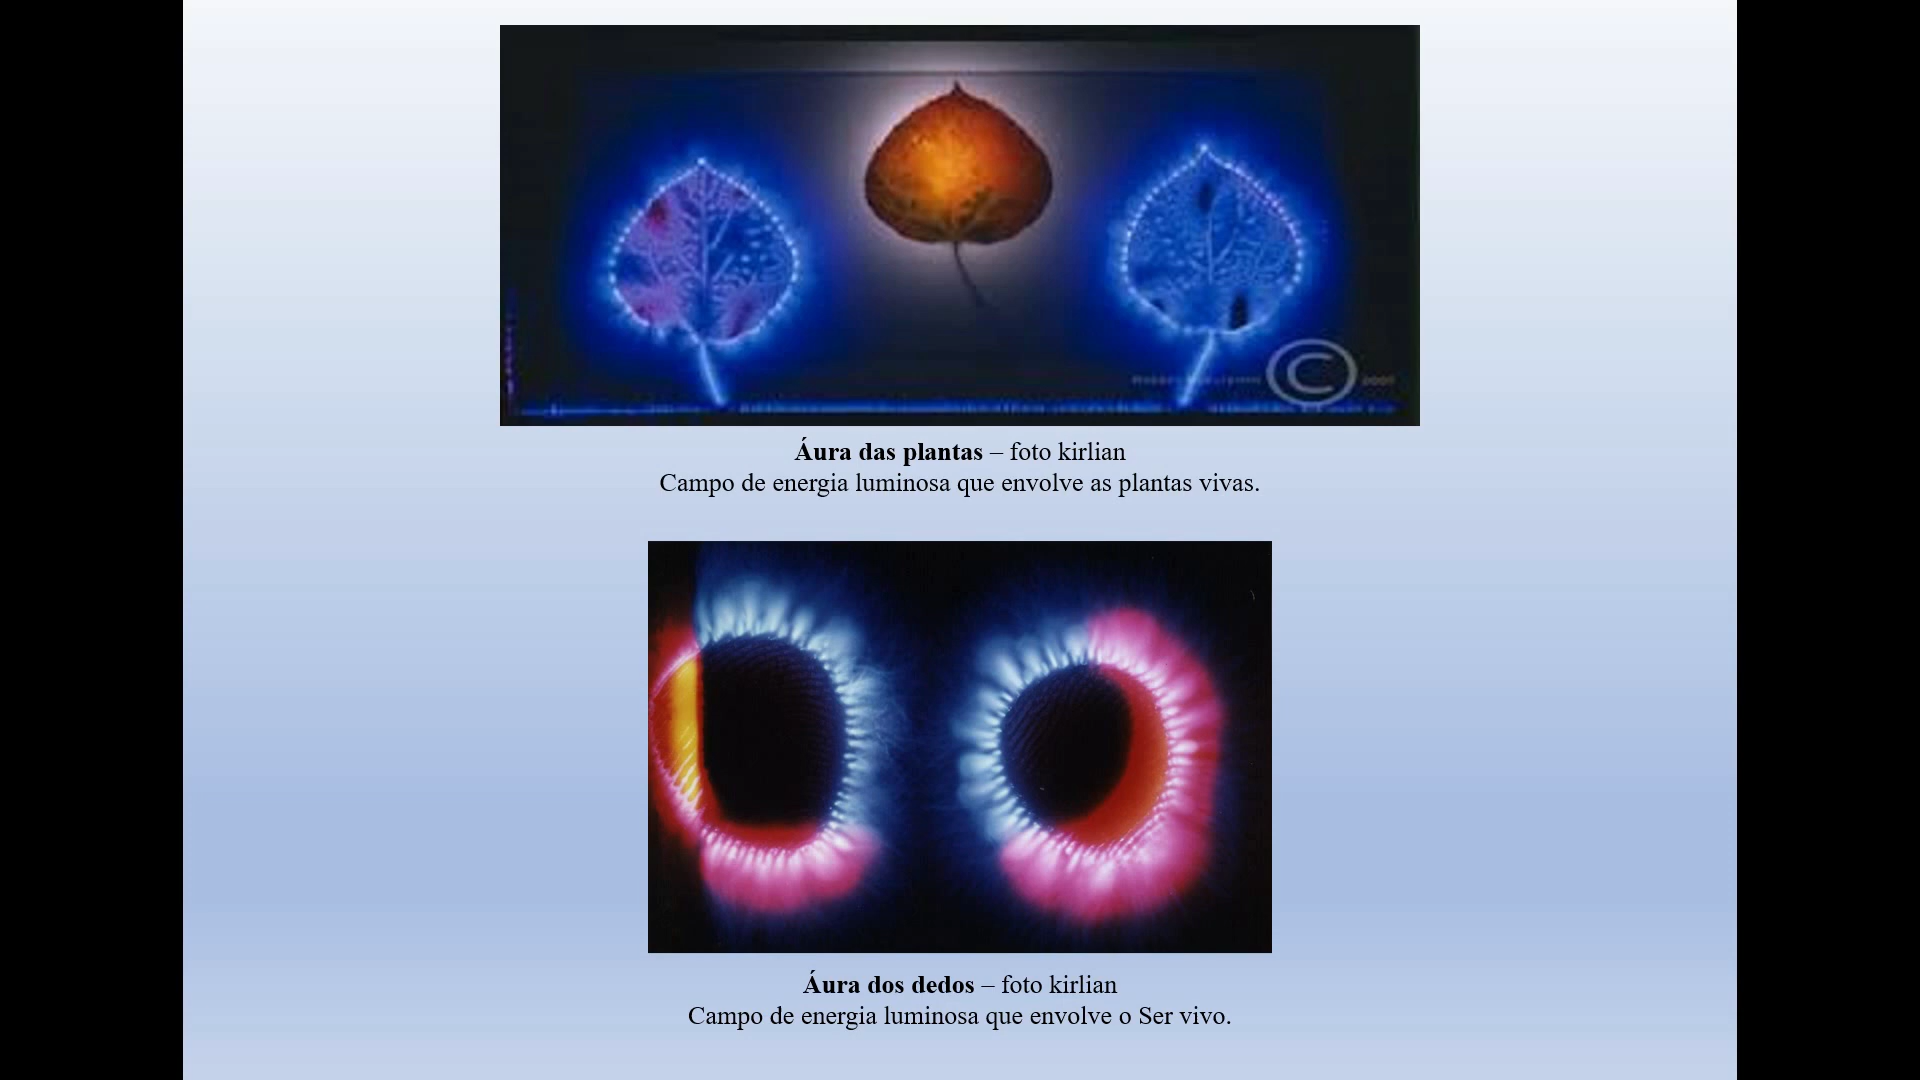 ©
Áura das plantas – foto kirlian
Campo de energia luminosa que envolve as plantas vivas.
Áura dos dedos – foto kirlian
Campo de energia luminosa que envolve o Ser vivo.